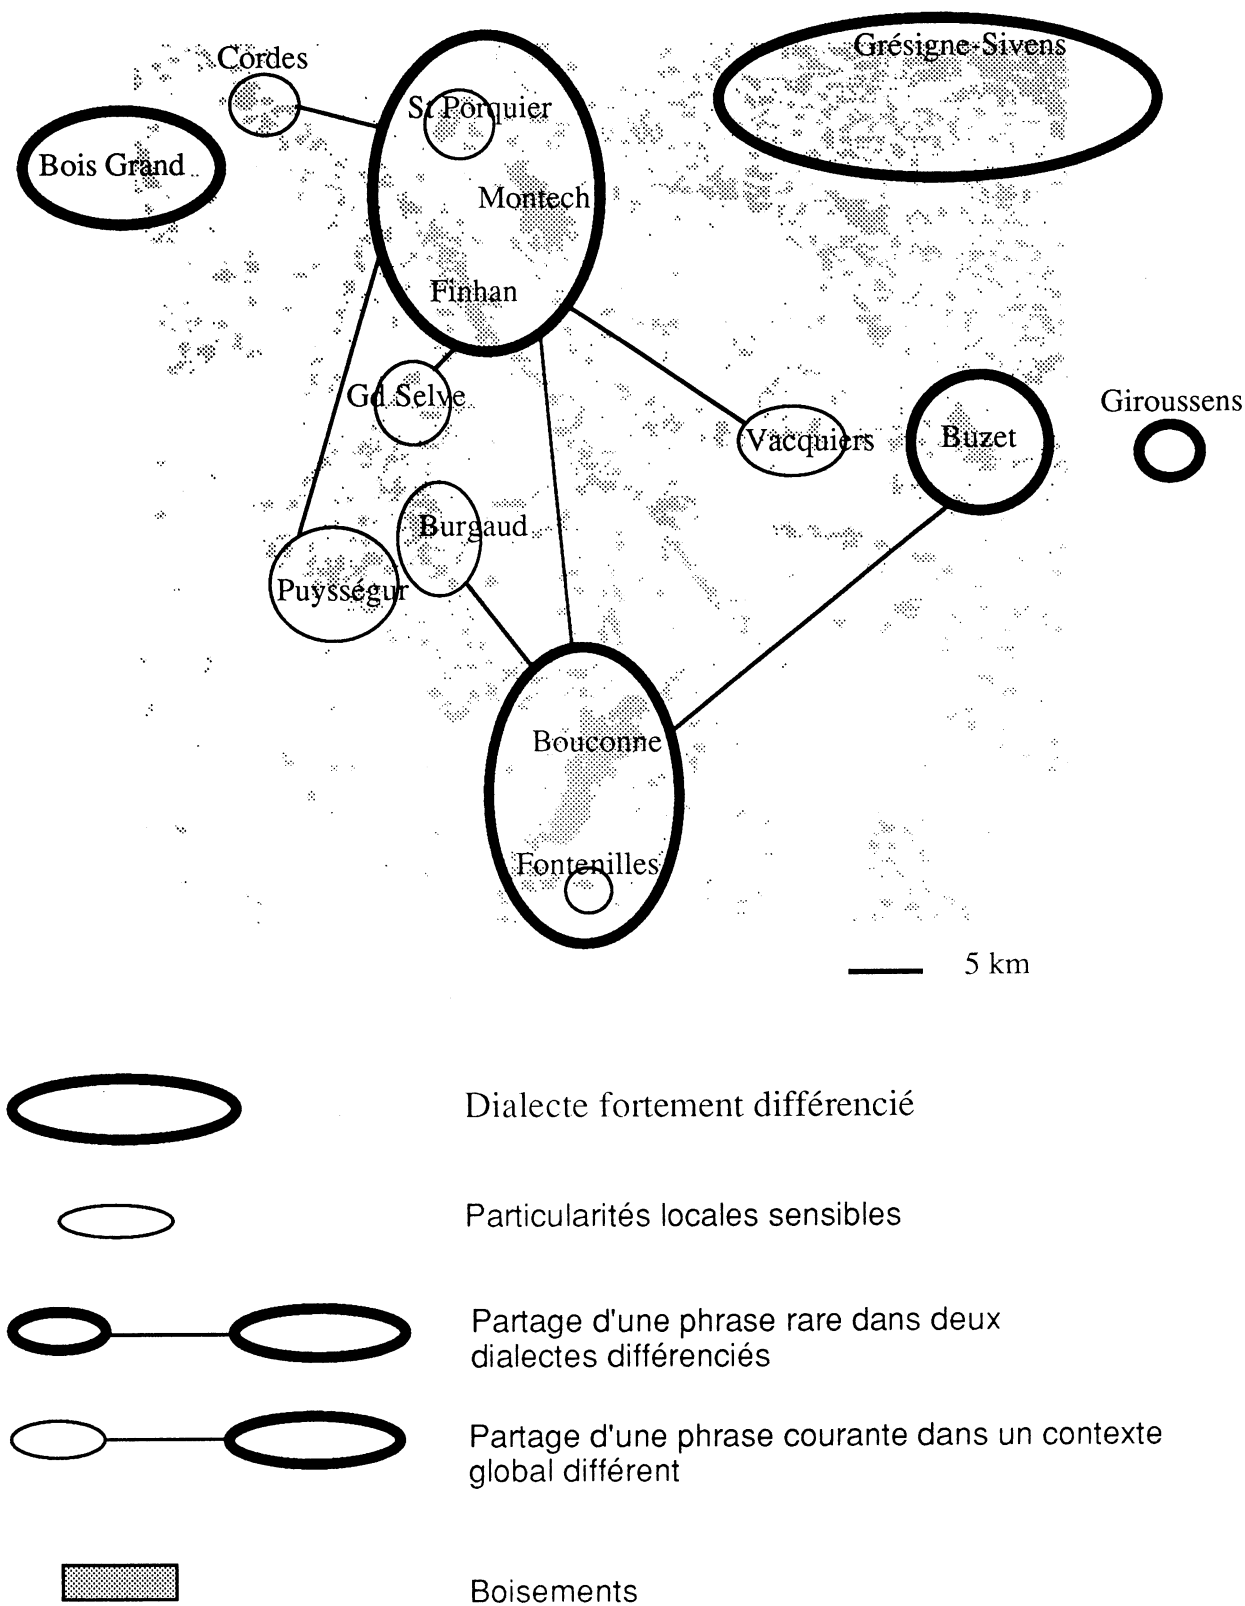 Grésigne-Sivens
Cordes
St Porquier
Bois Grand
Montech
Finhan
Gd Selve
Giroussens
Vacquiers
Buzet
Burgaud
Puysségur
Bouconne
Fontenilles
5 km
Dialecte fortement différencié
Particularités locales sensibles
Partage d'une phrase rare dans deux
dialectes différenciés
Partage d'une phrase courante dans un contexte
global différent
Boisements